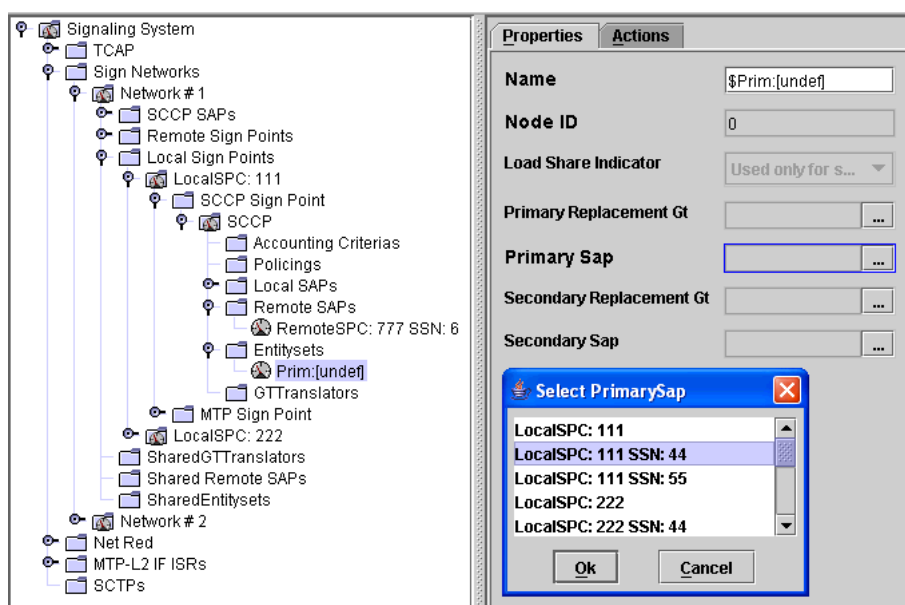 Signaling System
TCAP
Sign Networks
Network # 1
SCCP SAPs
Remote Sign Points
Local Sign Points
LocalSPC: 111
SCCP Sign Point
SCCP
Accounting Criterias
Policings
Local SAPs
Remote SAPs
RemoteSPC: 777 SSN: 6
Entitysets
Prim:[undef]
GTTranslators
MTP Sign Point
LocalSPC: 222
SharedGTTranslators
Shared Remote SAPs
SharedEntitysets
Network # 2
Net Red
MTP-L2 IF ISRs
SCTPs
Properties Actions
Name $Prim:[undef]
Node ID 0
Load Share Indicator Used only for s...
Primary Replacement Gt ...
Primary Sap ...
Secondary Replacement Gt ...
Secondary Sap ...
Select PrimarySap
LocalSPC: 111
LocalSPC: 111 SSN: 44
LocalSPC: 111 SSN: 55
LocalSPC: 222
LocalSPC: 222 SSN: 44
Ok Cancel